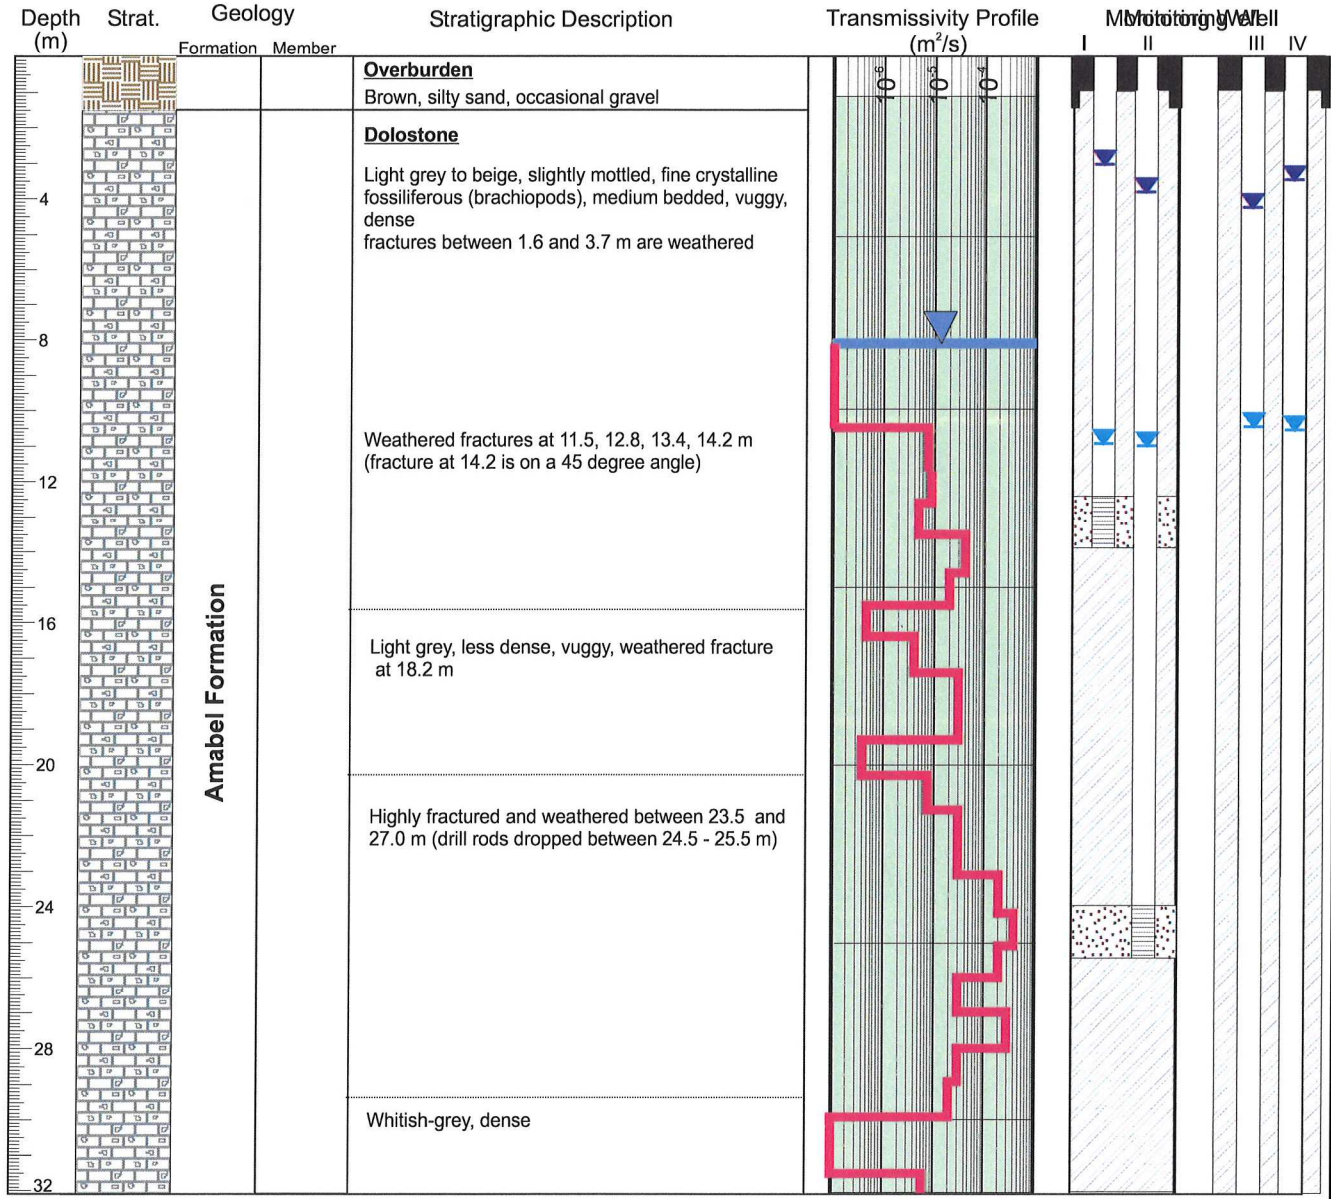 Depth
(m)
Strat.
Geology
Formation Member
Stratigraphic Description
Transmissivity Profile
(m²/s)
Monitoring Well
I II III IV
10⁻⁶ 10⁻⁵ 10⁻⁴
Overburden
Brown, silty sand, occasional gravel
Dolostone
Light grey to beige, slightly mottled, fine crystalline
fossiliferous (brachiopods), medium bedded, vuggy,
dense
fractures between 1.6 and 3.7 m are weathered
4
8
Weathered fractures at 11.5, 12.8, 13.4, 14.2 m
(fracture at 14.2 is on a 45 degree angle)
12
Amabel Formation
16
Light grey, less dense, vuggy, weathered fracture
at 18.2 m
20
Highly fractured and weathered between 23.5 and
27.0 m (drill rods dropped between 24.5 - 25.5 m)
24
28
Whitish-grey, dense
32